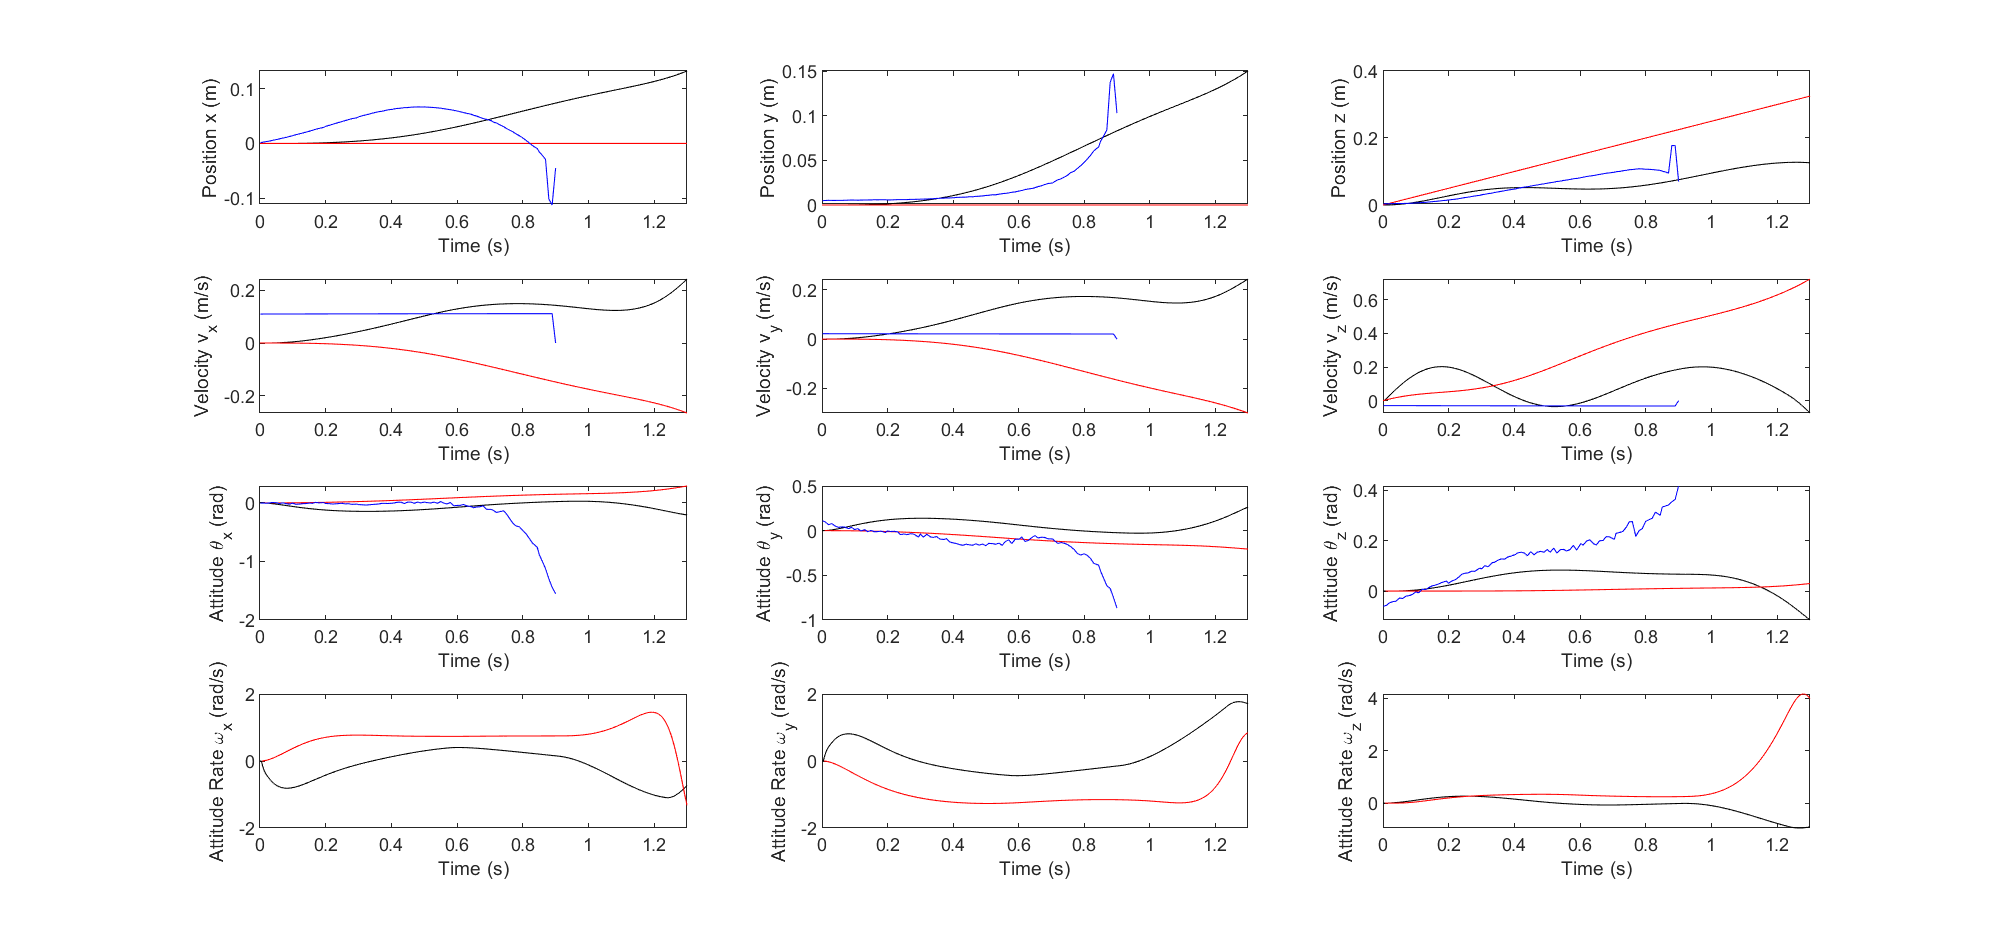 Position x (m)
0.1
0
-0.1
0 0.2 0.4 0.6 0.8 1 1.2
Time (s)
Position y (m)
0.15
0.1
0.05
0
0 0.2 0.4 0.6 0.8 1 1.2
Time (s)
Position z (m)
0.4
0.2
0
0 0.2 0.4 0.6 0.8 1 1.2
Time (s)
Velocity v_x (m/s)
0.2
0
-0.2
0 0.2 0.4 0.6 0.8 1 1.2
Time (s)
Velocity v_y (m/s)
0.2
0
-0.2
0 0.2 0.4 0.6 0.8 1 1.2
Time (s)
Velocity v_z (m/s)
0.6
0.4
0.2
0
0 0.2 0.4 0.6 0.8 1 1.2
Time (s)
Attitude θ_x (rad)
0
-1
-2
0 0.2 0.4 0.6 0.8 1 1.2
Time (s)
Attitude θ_y (rad)
0.5
0
-0.5
-1
0 0.2 0.4 0.6 0.8 1 1.2
Time (s)
Attitude θ_z (rad)
0.4
0.2
0
0 0.2 0.4 0.6 0.8 1 1.2
Time (s)
Attitude Rate ω_x (rad/s)
2
0
-2
0 0.2 0.4 0.6 0.8 1 1.2
Time (s)
Attitude Rate ω_y (rad/s)
2
0
-2
0 0.2 0.4 0.6 0.8 1 1.2
Time (s)
Attitude Rate ω_z (rad/s)
4
2
0
0 0.2 0.4 0.6 0.8 1 1.2
Time (s)